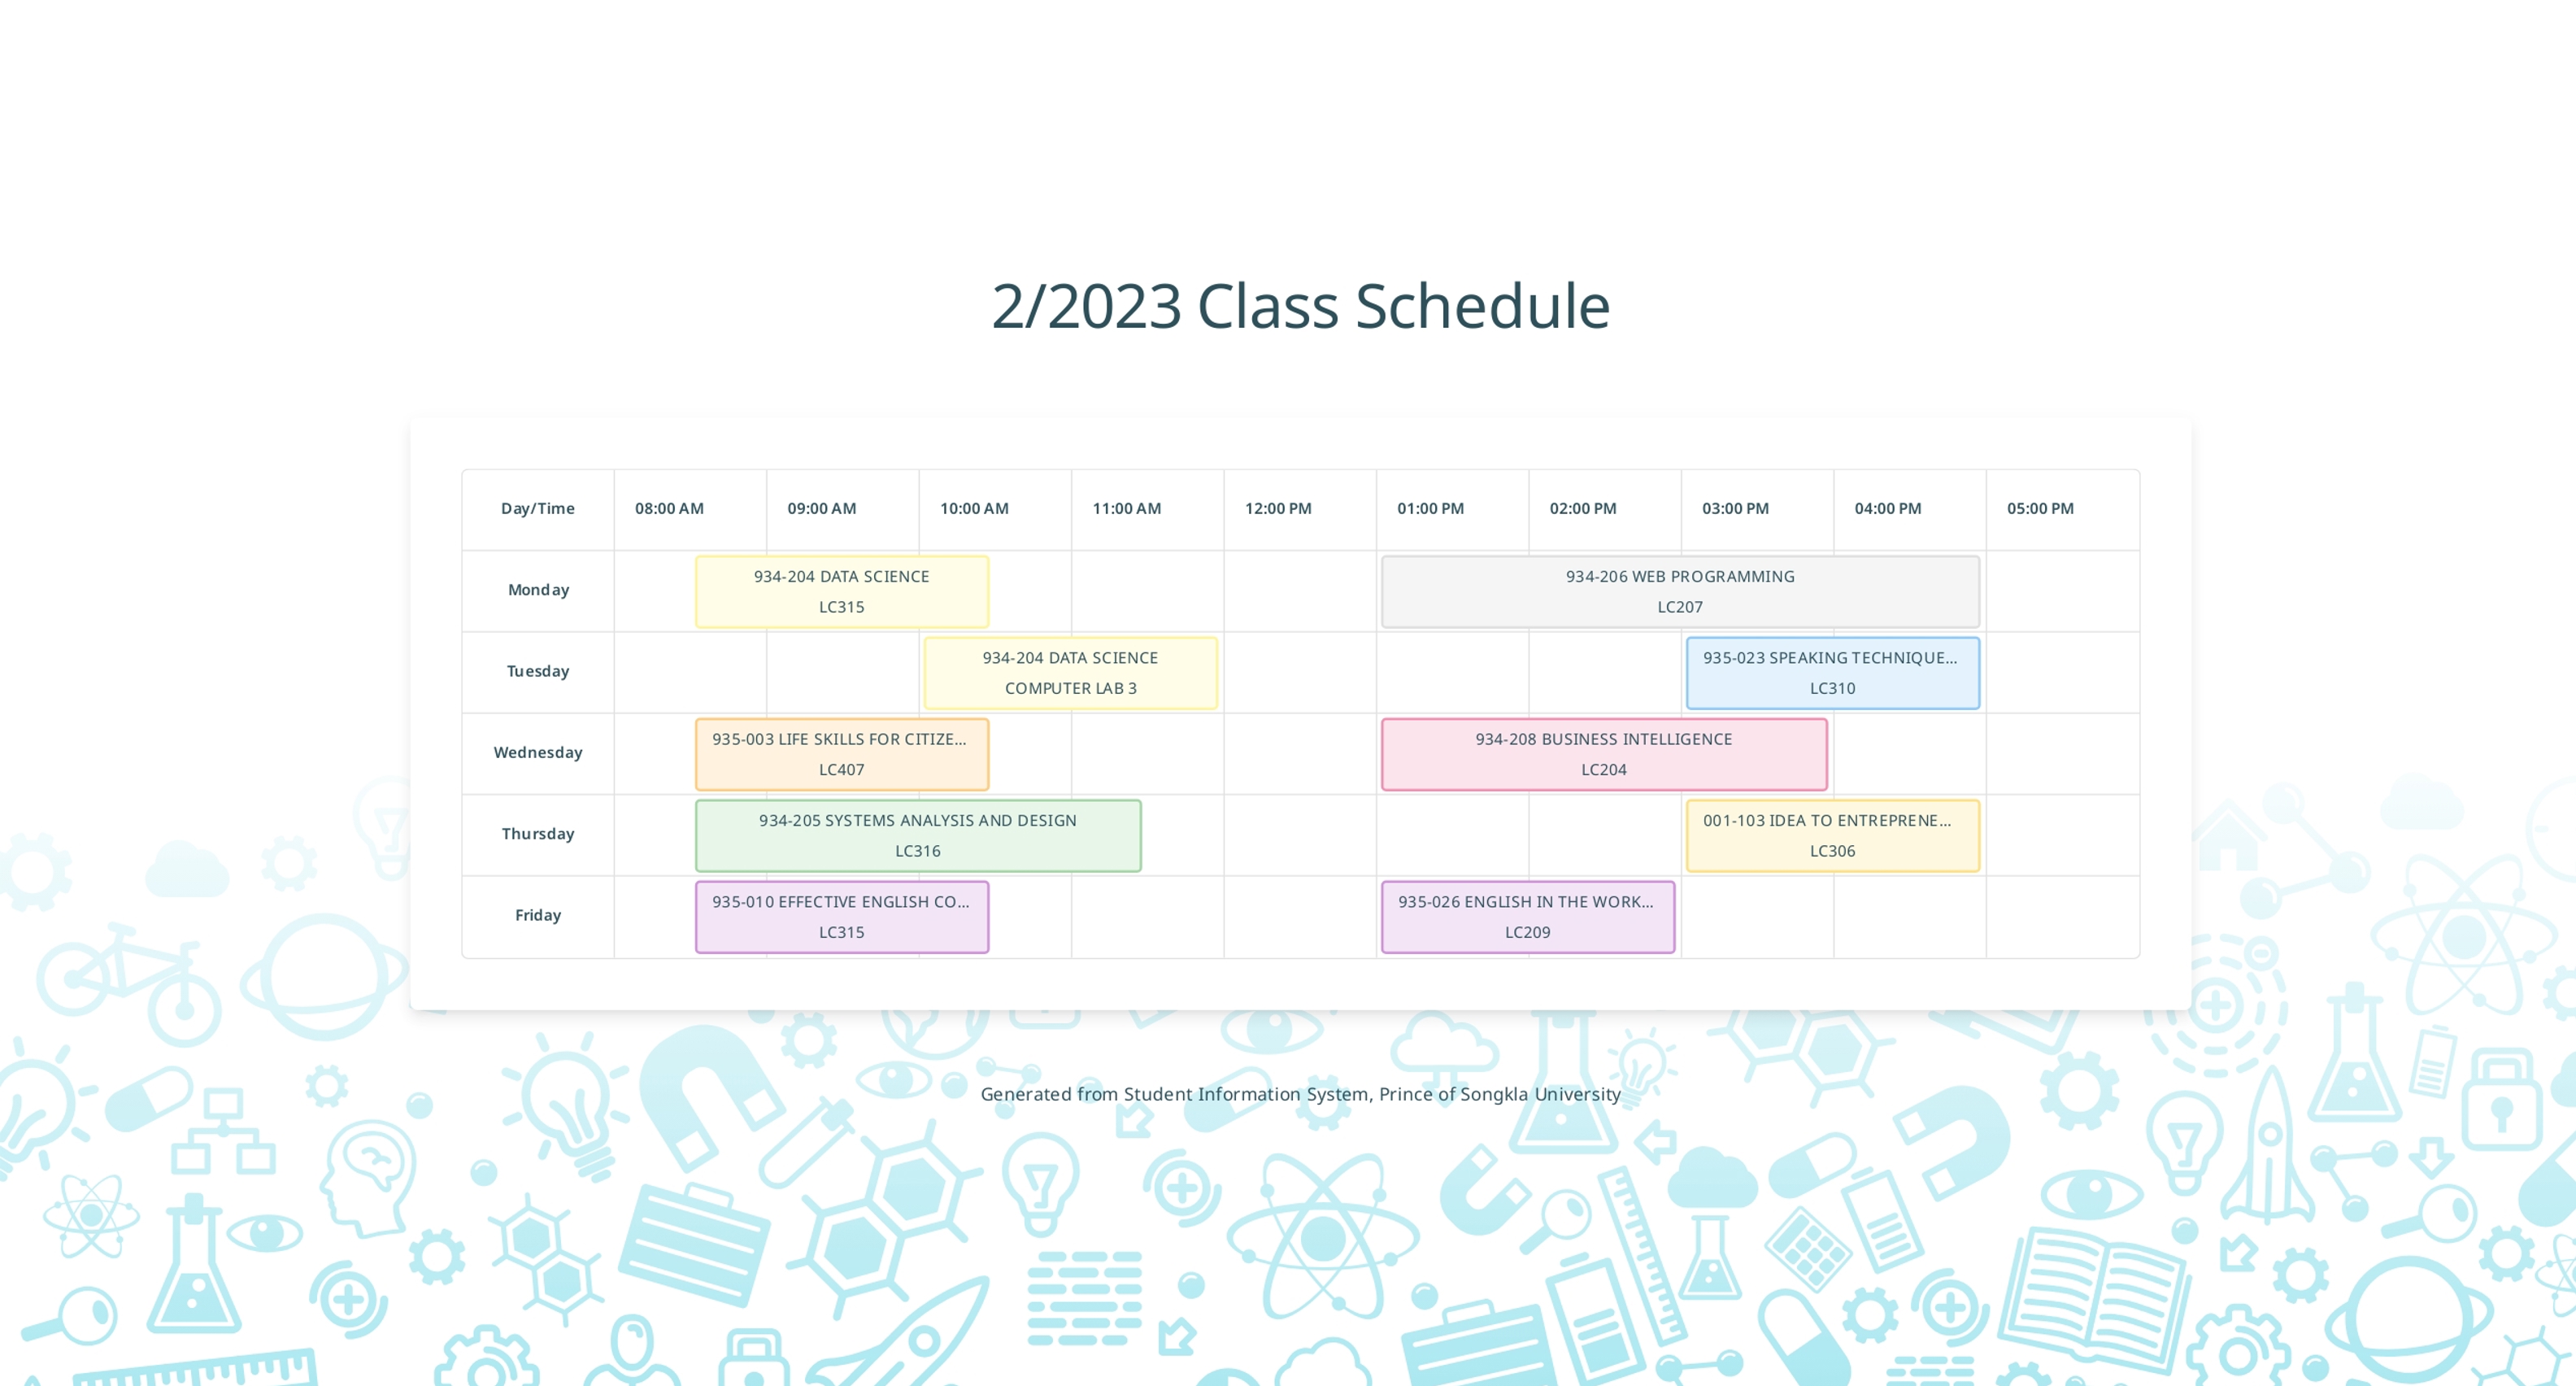 2/2023 Class Schedule
Day/Time 08:00 AM 09:00 AM 10:00 AM 11:00 AM 12:00 PM 01:00 PM 02:00 PM 03:00 PM 04:00 PM 05:00 PM
Monday
934-204 DATA SCIENCE
LC315
934-206 WEB PROGRAMMING
LC207
Tuesday
934-204 DATA SCIENCE
COMPUTER LAB 3
935-023 SPEAKING TECHNIQUE...
LC310
Wednesday
935-003 LIFE SKILLS FOR CITIZE...
LC407
934-208 BUSINESS INTELLIGENCE
LC204
Thursday
934-205 SYSTEMS ANALYSIS AND DESIGN
LC316
001-103 IDEA TO ENTREPRENE...
LC306
Friday
935-010 EFFECTIVE ENGLISH CO...
LC315
935-026 ENGLISH IN THE WORK...
LC209
Generated from Student Information System, Prince of Songkla University